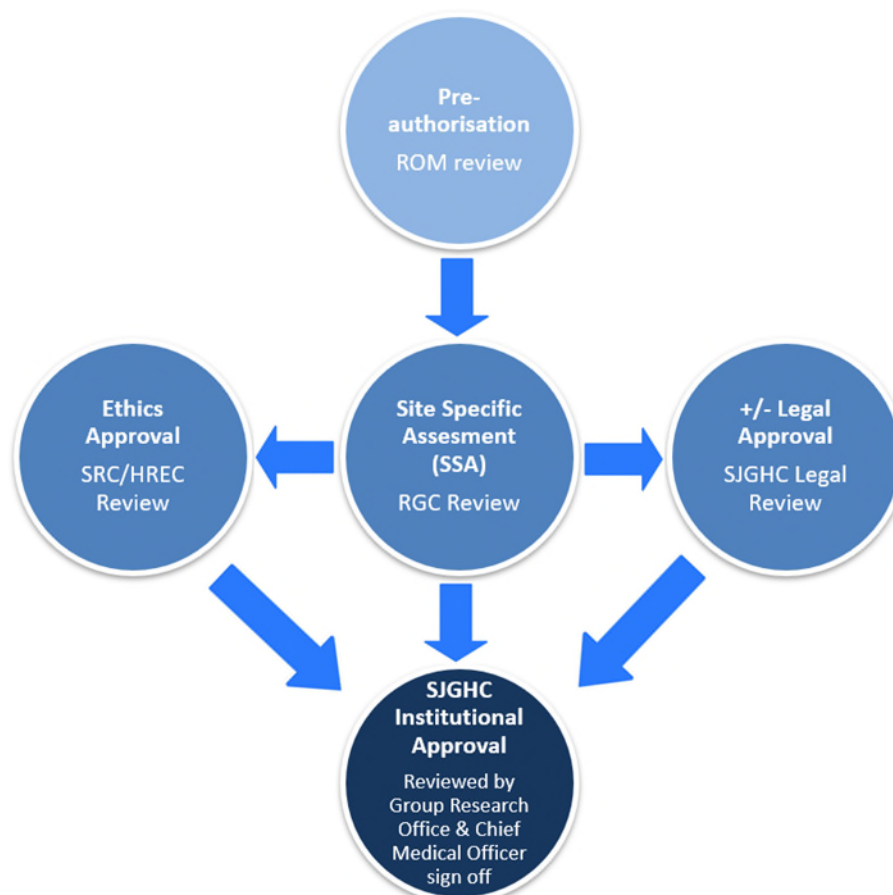 Pre-
authorisation
ROM review
Ethics
Approval
SRC/HREC
Review
Site Specific
Assesment
(SSA)
RGC Review
+/- Legal
Approval
SJGHC Legal
Review
SJGHC
Institutional
Approval
Reviewed by
Group Research
Office & Chief
Medical Officer
sign off